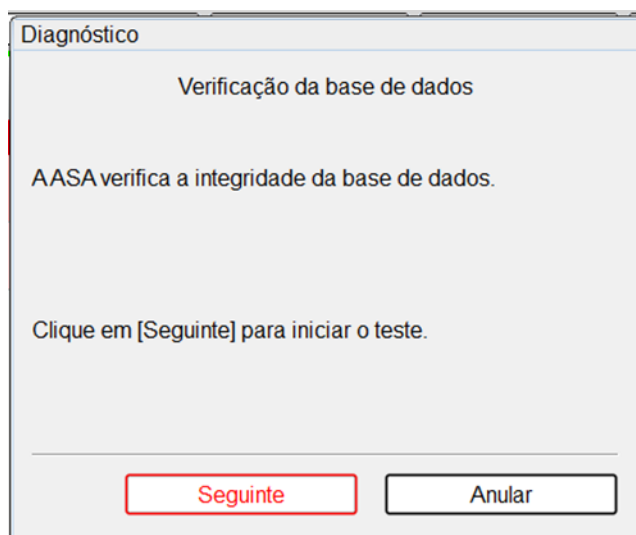 Diagnóstico
Verificação da base de dados
A ASA verifica a integridade da base de dados.
Clique em [Seguinte] para iniciar o teste.
Seguinte
Anular